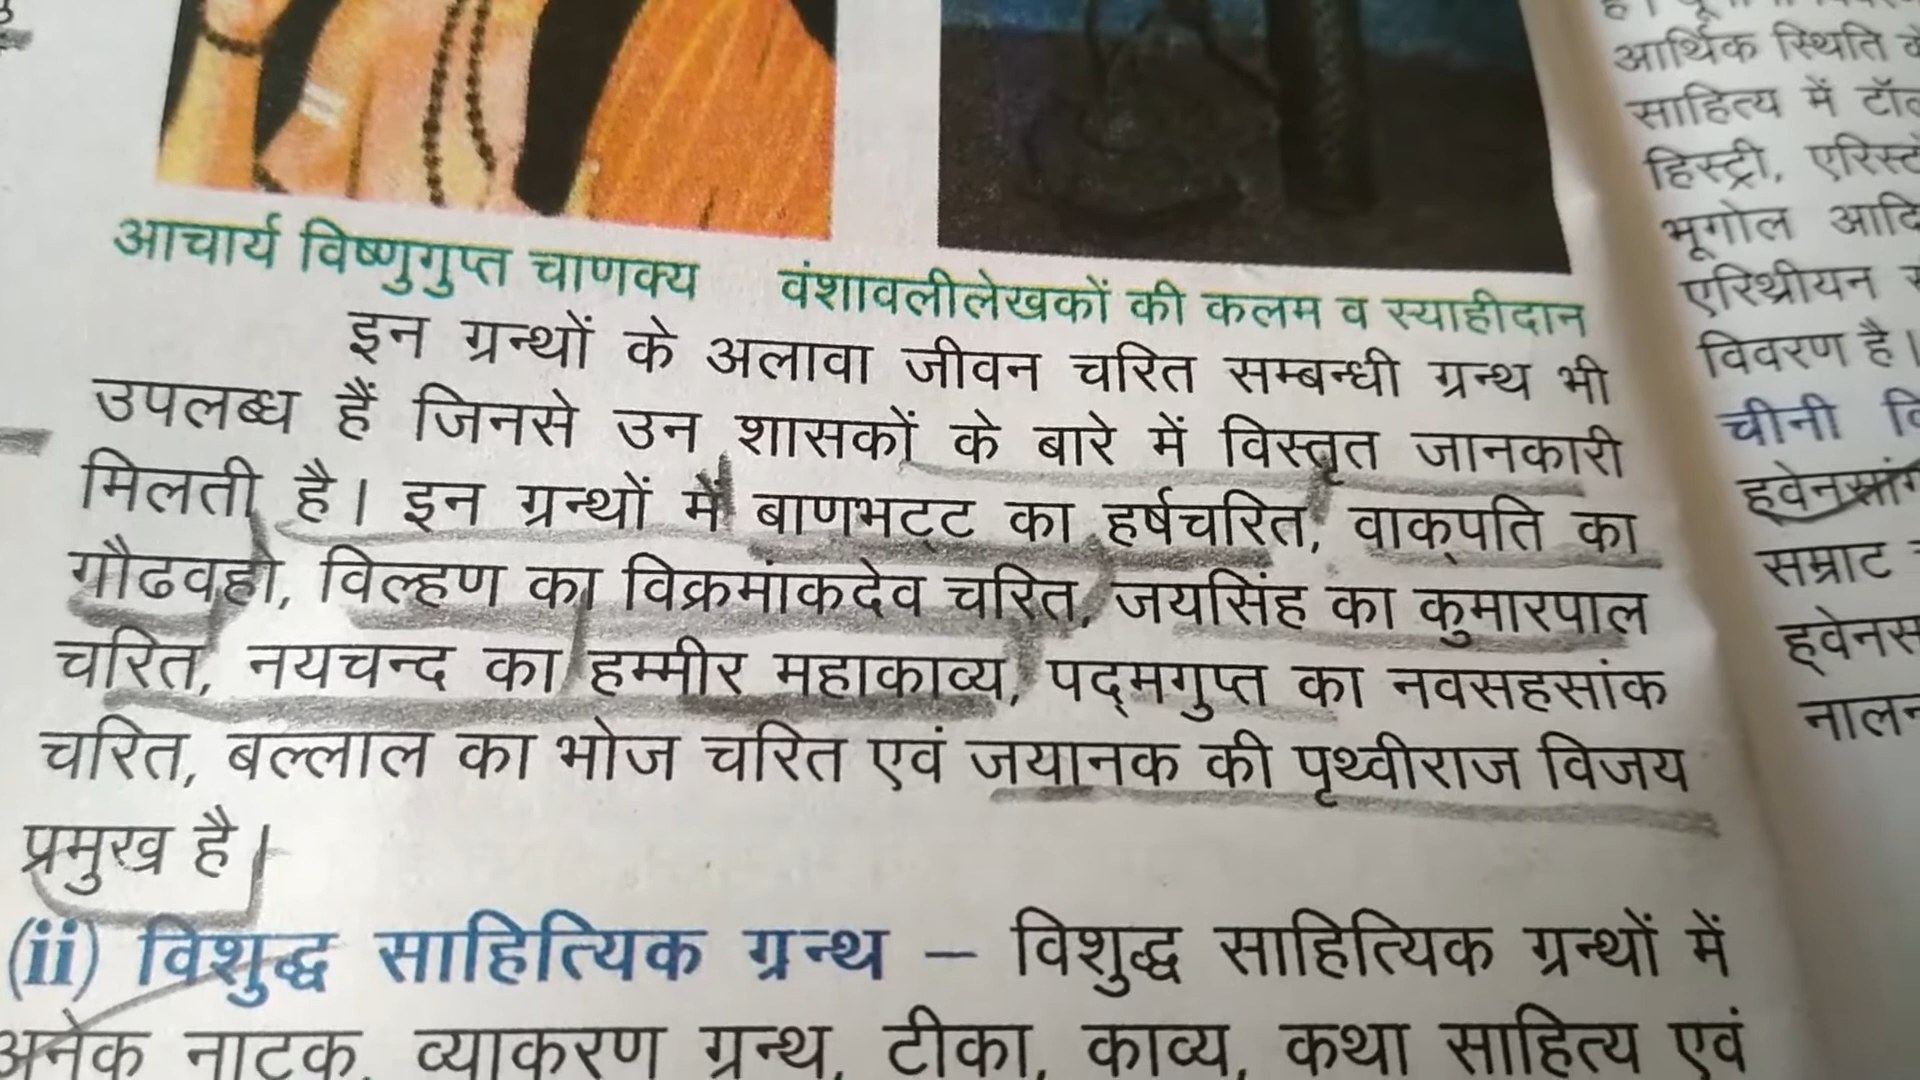 आचार्य विष्णुगुप्त चाणक्य वंशावलीलेखकों की कलम व स्याहीदान
इन ग्रन्थों के अलावा जीवन चरित सम्बन्धी ग्रन्थ भी
उपलब्ध हैं जिनसे उन शासकों के बारे में विस्तृत जानकारी
मिलती है। इन ग्रन्थों में बाणभट्ट का हर्षचरित, वाक्पति का
गौढवहो, विल्हण का विक्रमांकदेव चरित, जयसिंह का कुमारपाल
चरित, नयचन्द का हम्मीर महाकाव्य, पद्मगुप्त का नवसहसांक
चरित, बल्लाल का भोज चरित एवं जयानक की पृथ्वीराज विजय
प्रमुख है।
(ii) विशुद्ध साहित्यिक ग्रन्थ – विशुद्ध साहित्यिक ग्रन्थों में
अनेक नाटक, व्याकरण ग्रन्थ, टीका, काव्य, कथा साहित्य एवं
आर्थिक स्थिति
साहित्य में
हिस्ट्री,
भूगोल
एरिथ्रीयन
विवरण है।
चीनी
सम्राट